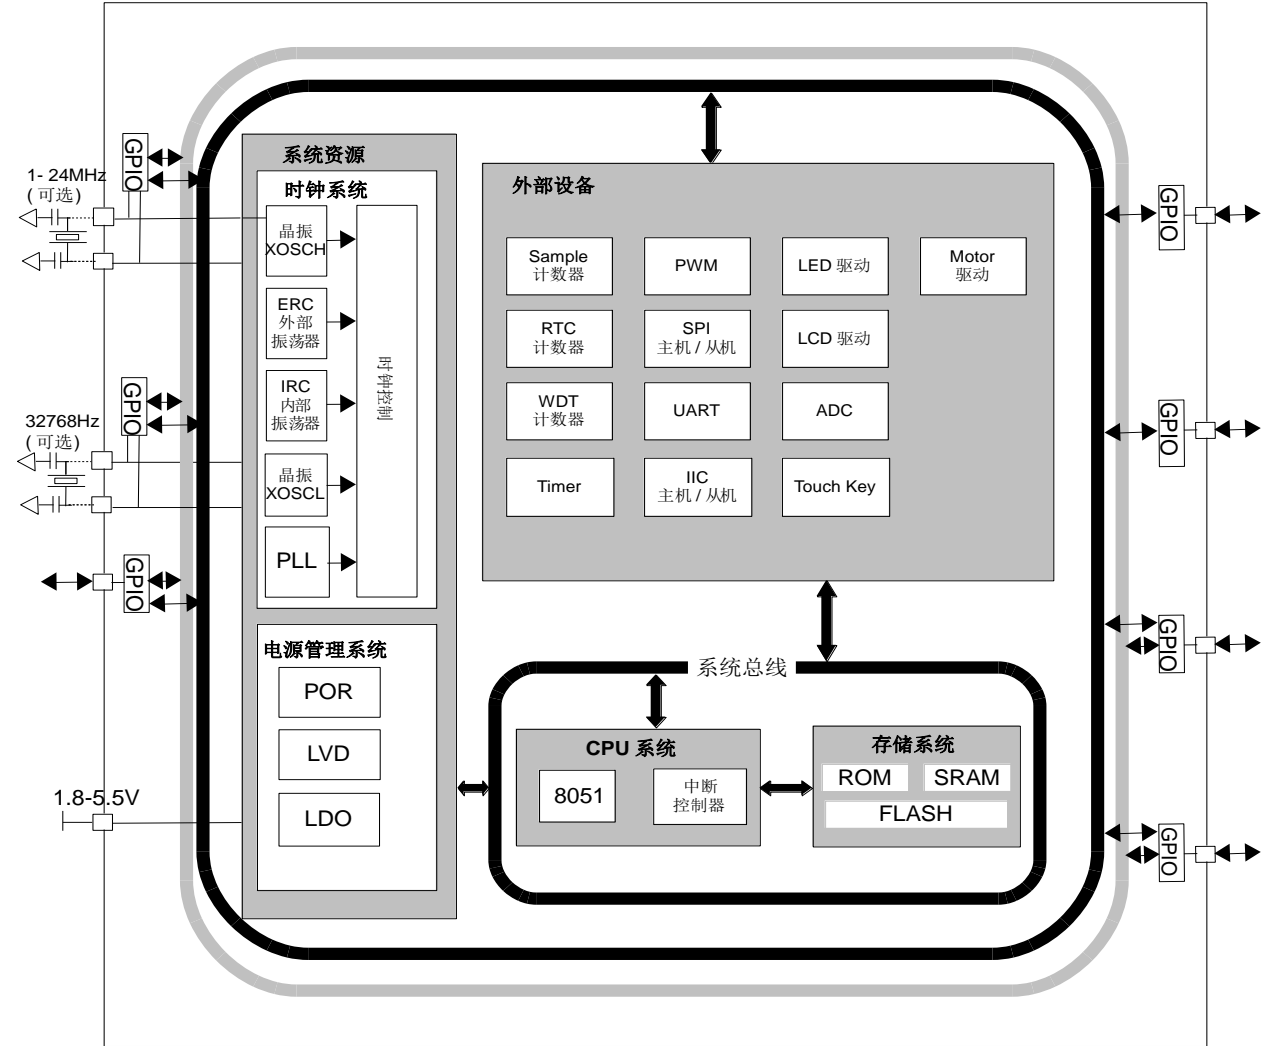 GPIO
1- 24MHz
(可选)
GPIO
32768Hz
(可选)
GPIO
1.8-5.5V
系统资源
时钟系统
晶振
XOSCH
ERC
外部
振荡器
IRC
内部
振荡器
晶振
XOSCL
PLL
时钟控制
电源管理系统
POR
LVD
LDO
外部设备
Sample
计数器
PWM
LED 驱动
Motor
驱动
RTC
计数器
SPI
主机 / 从机
LCD 驱动
WDT
计数器
UART
ADC
Timer
IIC
主机 / 从机
Touch Key
系统总线
CPU 系统
8051
中断
控制器
存储系统
ROM
SRAM
FLASH
GPIO
GPIO
GPIO
GPIO